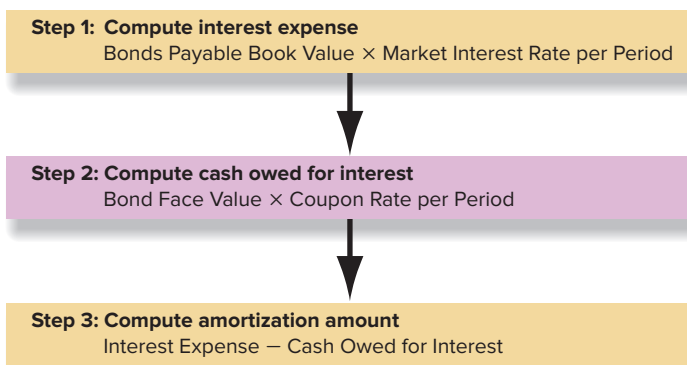 Step 1: Compute interest expense
Bonds Payable Book Value × Market Interest Rate per Period
Step 2: Compute cash owed for interest
Bond Face Value × Coupon Rate per Period
Step 3: Compute amortization amount
Interest Expense − Cash Owed for Interest